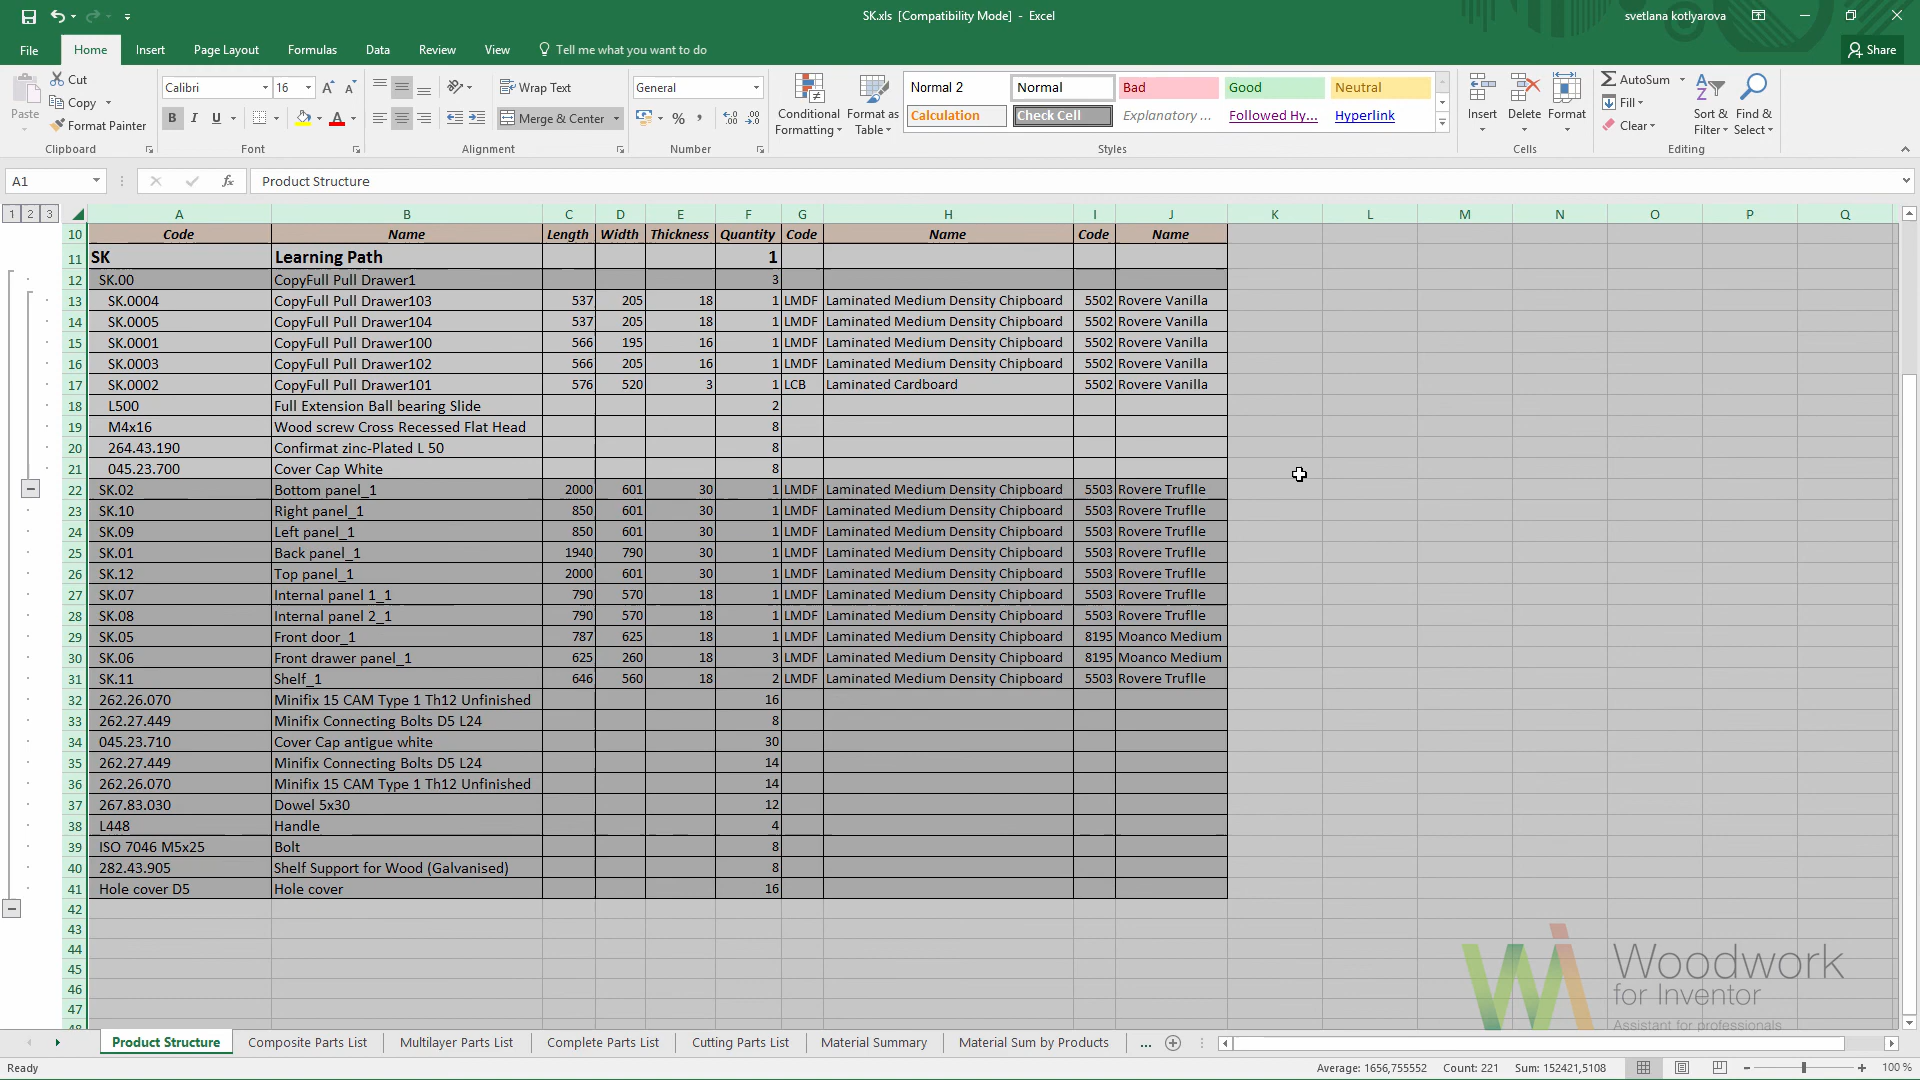 SK.xls [Compatibility Mode] - Excel
svetlana kotlyarova
File Home Insert Page Layout Formulas Data Review View Tell me what you want to do Share
Paste Cut Copy Format Painter
Calibri 16 Wrap Text Merge & Center General
Conditional Formatting Format as Table
Normal 2 Normal Bad Good Neutral
Calculation Check Cell Explanatory ... Followed Hy... Hyperlink
Insert Delete Format AutoSum Fill Clear Sort & Filter Find & Select
Clipboard Font Alignment Number Styles Cells Editing
A1 fx Product Structure
1 2 3 A B C D E F G H I J K L M N O P Q
10 Code Name Length Width Thickness Quantity Code Name Code Name
11 SK Learning Path 1
12 SK.00 CopyFull Pull Drawer1 3
13 SK.0004 CopyFull Pull Drawer103 537 205 18 1 LMDF Laminated Medium Density Chipboard 5502 Rovere Vanilla
14 SK.0005 CopyFull Pull Drawer104 537 205 18 1 LMDF Laminated Medium Density Chipboard 5502 Rovere Vanilla
15 SK.0001 CopyFull Pull Drawer100 566 195 16 1 LMDF Laminated Medium Density Chipboard 5502 Rovere Vanilla
16 SK.0003 CopyFull Pull Drawer102 566 205 16 1 LMDF Laminated Medium Density Chipboard 5502 Rovere Vanilla
17 SK.0002 CopyFull Pull Drawer101 576 520 3 1 LCB Laminated Cardboard 5502 Rovere Vanilla
18 L500 Full Extension Ball bearing Slide 2
19 M4x16 Wood screw Cross Recessed Flat Head 8
20 264.43.190 Confirmat zinc-Plated L 50 8
21 045.23.700 Cover Cap White 8
22 SK.02 Bottom panel_1 2000 601 30 1 LMDF Laminated Medium Density Chipboard 5503 Rovere Truflle
23 SK.10 Right panel_1 850 601 30 1 LMDF Laminated Medium Density Chipboard 5503 Rovere Truflle
24 SK.09 Left panel_1 850 601 30 1 LMDF Laminated Medium Density Chipboard 5503 Rovere Truflle
25 SK.01 Back panel_1 1940 790 30 1 LMDF Laminated Medium Density Chipboard 5503 Rovere Truflle
26 SK.12 Top panel_1 2000 601 30 1 LMDF Laminated Medium Density Chipboard 5503 Rovere Truflle
27 SK.07 Internal panel 1_1 790 570 18 1 LMDF Laminated Medium Density Chipboard 5503 Rovere Truflle
28 SK.08 Internal panel 2_1 790 570 18 1 LMDF Laminated Medium Density Chipboard 5503 Rovere Truflle
29 SK.05 Front door_1 787 625 18 1 LMDF Laminated Medium Density Chipboard 8195 Moanco Medium
30 SK.06 Front drawer panel_1 625 260 18 3 LMDF Laminated Medium Density Chipboard 8195 Moanco Medium
31 SK.11 Shelf_1 646 560 18 2 LMDF Laminated Medium Density Chipboard 5503 Rovere Truflle
32 262.26.070 Minifix 15 CAM Type 1 Th12 Unfinished 16
33 262.27.449 Minifix Connecting Bolts D5 L24 8
34 045.23.710 Cover Cap antigue white 30
35 262.27.449 Minifix Connecting Bolts D5 L24 14
36 262.26.070 Minifix 15 CAM Type 1 Th12 Unfinished 14
37 267.83.030 Dowel 5x30 12
38 L448 Handle 4
39 ISO 7046 M5x25 Bolt 8
40 282.43.905 Shelf Support for Wood (Galvanised) 8
41 Hole cover D5 Hole cover 16
42
43
44
45
46
47
48
Woodwork
for Inventor
Assistant for professionals
Product Structure Composite Parts List Multilayer Parts List Complete Parts List Cutting Parts List Material Summary Material Sum by Products ...
Ready Average: 1656,755552 Count: 221 Sum: 152421,5108 100 %